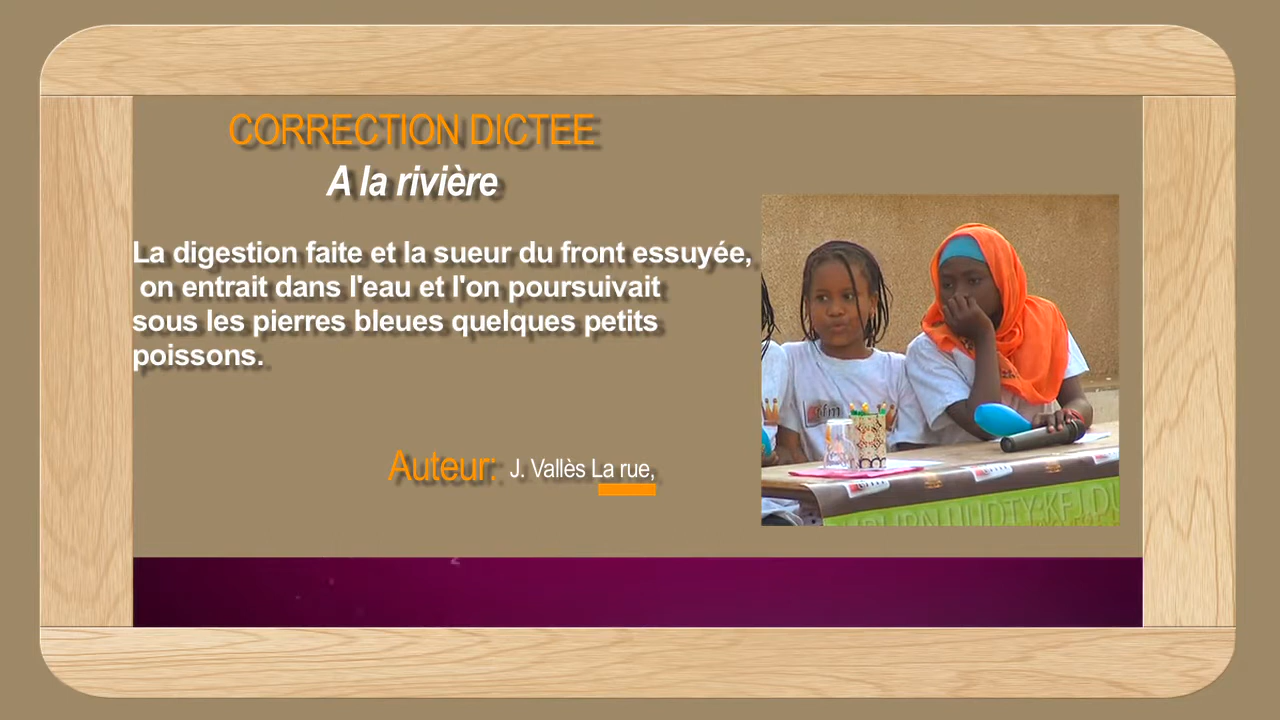 CORRECTION DICTEE
A la rivière
La digestion faite et la sueur du front essuyée,
on entrait dans l'eau et l'on poursuivait
sous les pierres bleues quelques petits
poissons.
Auteur: J. Vallès La rue,